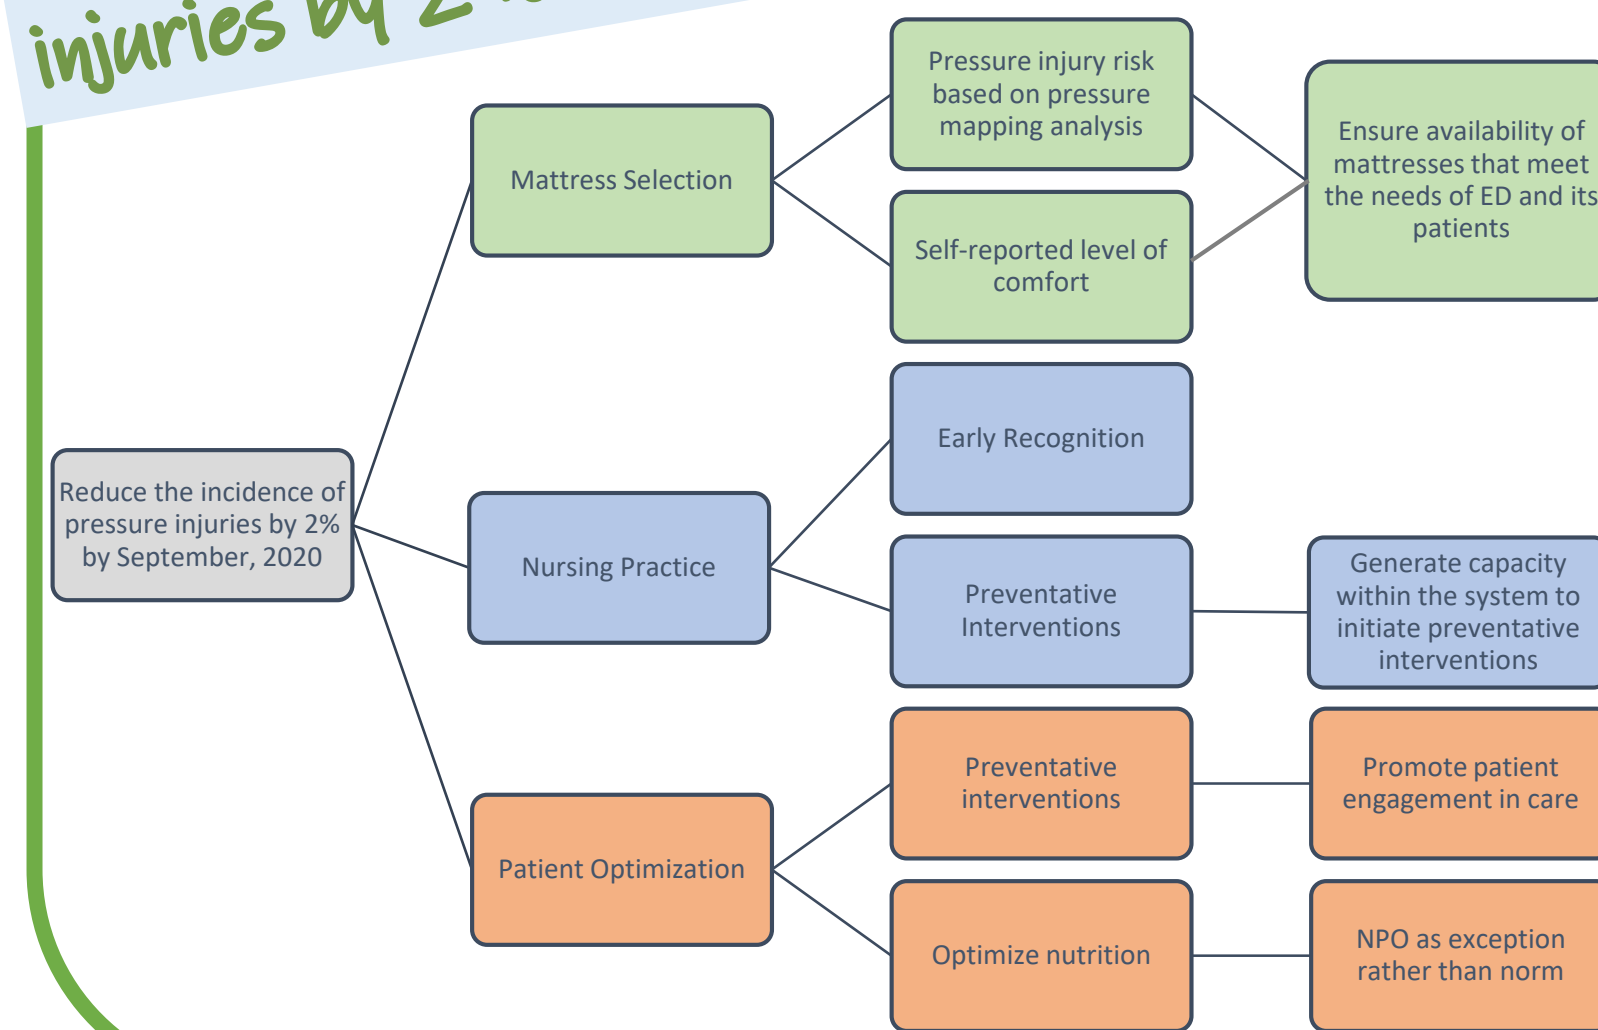 injuries by 2
Pressure injury risk
based on pressure
mapping analysis
Ensure availability of
mattresses that meet
the needs of ED and its
patients
Mattress Selection
Self-reported level of
comfort
Early Recognition
Reduce the incidence of
pressure injuries by 2%
by September, 2020
Nursing Practice
Preventative
Interventions
Generate capacity
within the system to
initiate preventative
interventions
Preventative
interventions
Promote patient
engagement in care
Patient Optimization
Optimize nutrition
NPO as exception
rather than norm